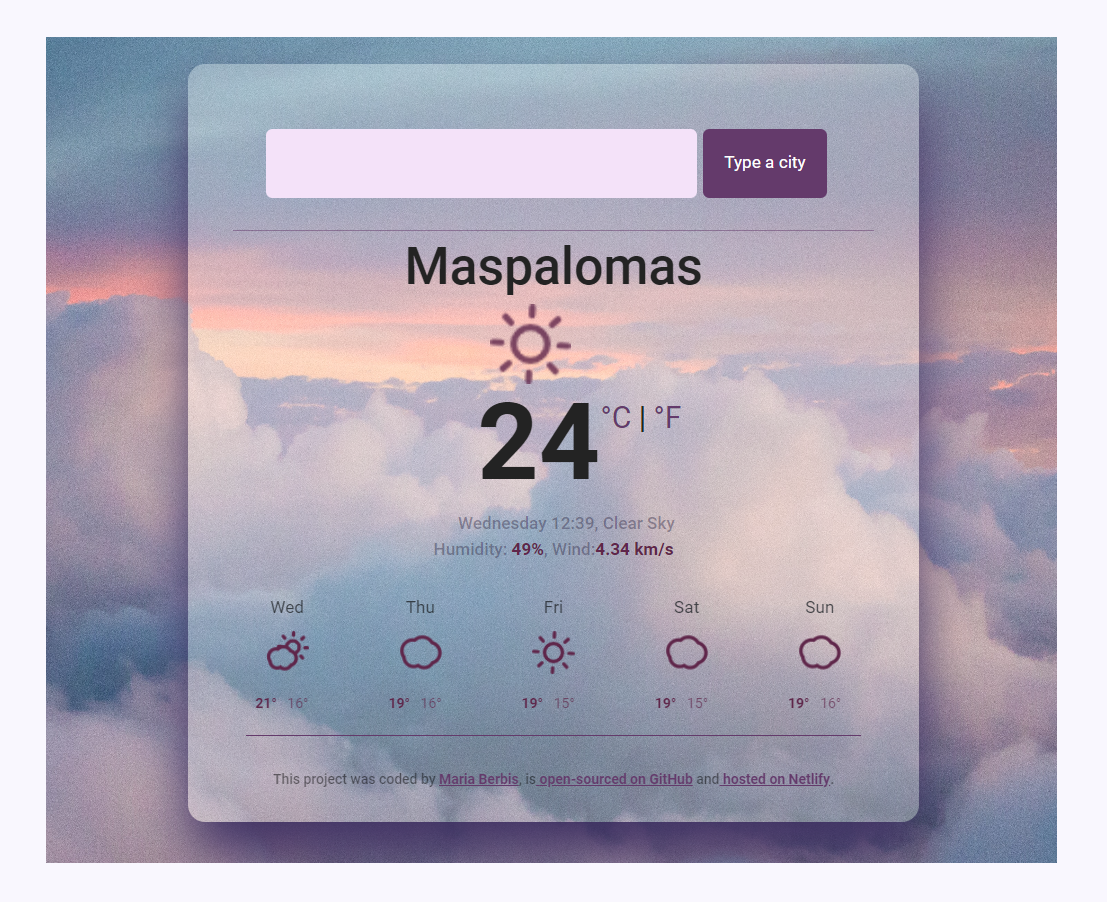 Type a city
Maspalomas
24 °C | °F
Wednesday 12:39, Clear Sky
Humidity: 49%, Wind:4.34 km/s
Wed Thu Fri Sat Sun
21° 16° 19° 16° 19° 15° 19° 15° 19° 16°
This project was coded by Maria Berbis, is open-sourced on GitHub and hosted on Netlify.